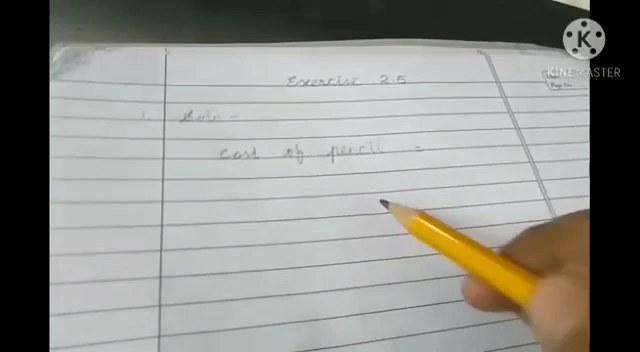 KINEMASTER
Exercise 2.5
1. Soln -
Cost of pencil =